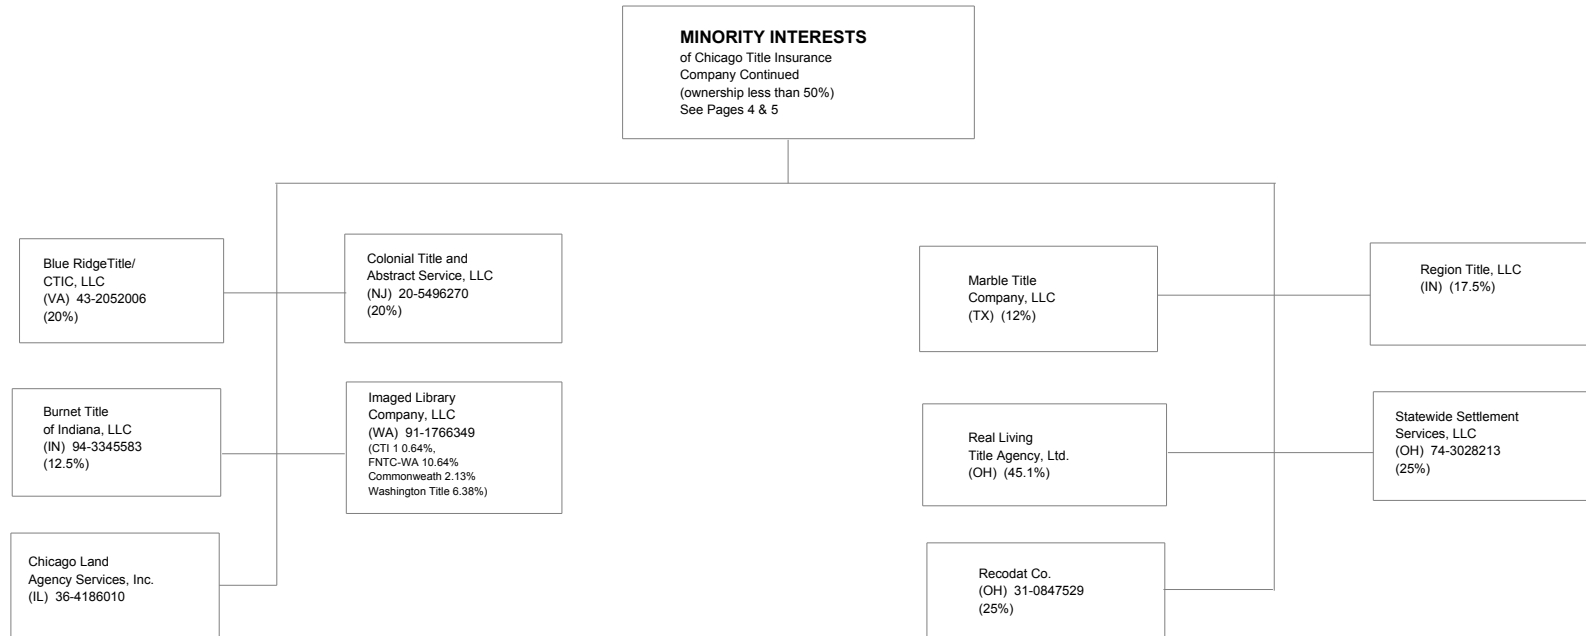 MINORITY INTERESTS
of Chicago Title Insurance
Company Continued
(ownership less than 50%)
See Pages 4 & 5
Blue RidgeTitle/
CTIC, LLC
(VA) 43-2052006
(20%)
Colonial Title and
Abstract Service, LLC
(NJ) 20-5496270
(20%)
Marble Title
Company, LLC
(TX) (12%)
Region Title, LLC
(IN) (17.5%)
Burnet Title
of Indiana, LLC
(IN) 94-3345583
(12.5%)
Imaged Library
Company, LLC
(WA) 91-1766349
(CTI 1 0.64%,
FNTC-WA 10.64%
Commonweath 2.13%
Washington Title 6.38%)
Real Living
Title Agency, Ltd.
(OH) (45.1%)
Statewide Settlement
Services, LLC
(OH) 74-3028213
(25%)
Chicago Land
Agency Services, Inc.
(IL) 36-4186010
Recodat Co.
(OH) 31-0847529
(25%)